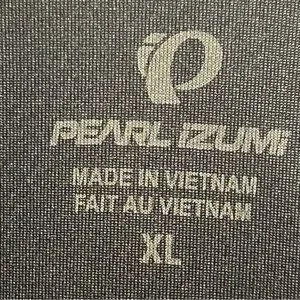 PEARL iZUMi
MADE IN VIETNAM
FAIT AU VIETNAM
XL